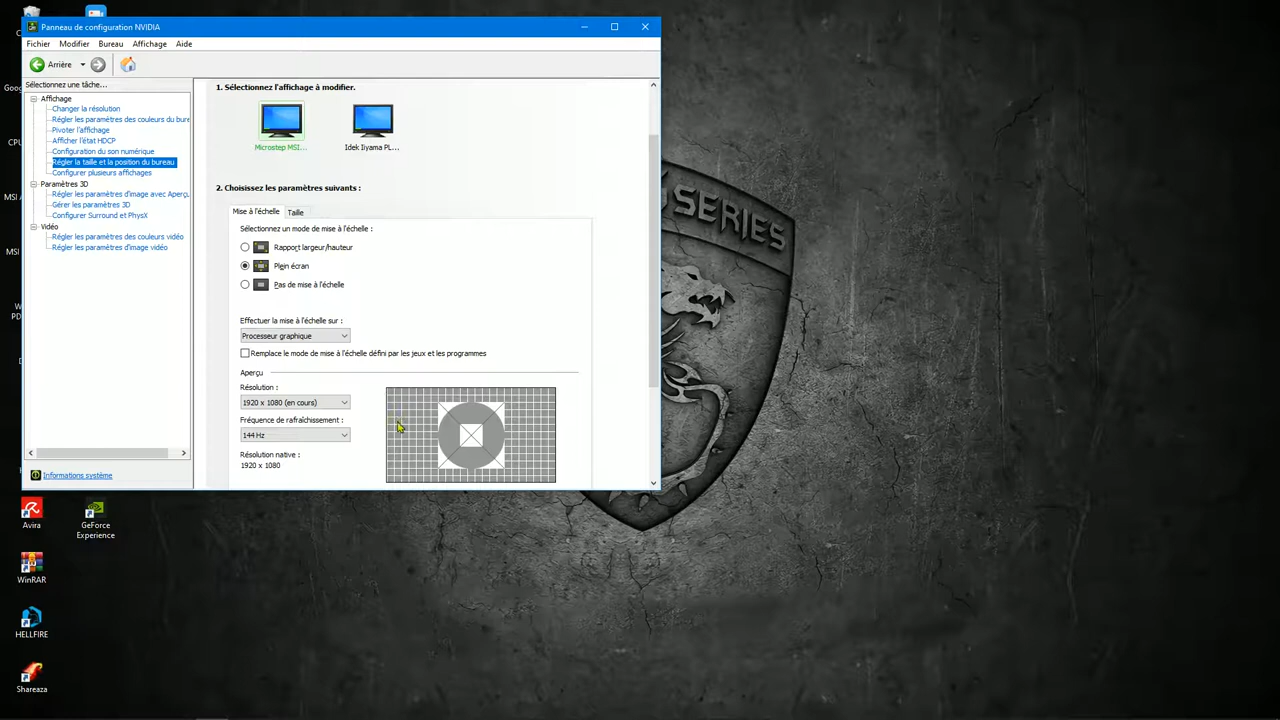 Panneau de configuration NVIDIA
Fichier Modifier Bureau Affichage Aide
Arrière
Sélectionnez une tâche...
Affichage
Changer la résolution
Régler les paramètres des couleurs du bure
Pivoter l'affichage
Afficher l'état HDCP
Configuration du son numérique
Régler la taille et la position du bureau
Configurer plusieurs affichages
Paramètres 3D
Régler les paramètres d'image avec Aperçu
Gérer les paramètres 3D
Configurer Surround et PhysX
Vidéo
Régler les paramètres des couleurs vidéo
Régler les paramètres d'image vidéo
Informations système
1. Sélectionnez l'affichage à modifier.
Microstep MSI...
Idek Iiyama PL...
2. Choisissez les paramètres suivants :
Mise à l'échelle
Taille
Sélectionnez un mode de mise à l'échelle :
Rapport largeur/hauteur
Plein écran
Pas de mise à l'échelle
Effectuer la mise à l'échelle sur :
Processeur graphique
Remplace le mode de mise à l'échelle défini par les jeux et les programmes
Aperçu
Résolution :
1920 x 1080 (en cours)
Fréquence de rafraîchissement :
144 Hz
Résolution native :
1920 x 1080
SERIES
Goo
CPU
MSI A
MSI
W
PD
Avira
GeForce
Experience
WinRAR
HELLFIRE
Shareaza